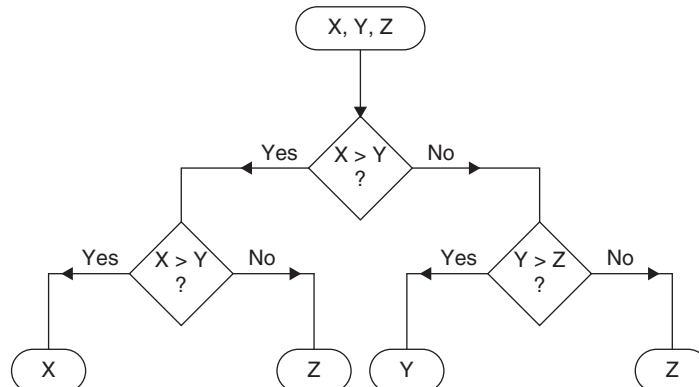 X, Y, Z
Yes
X > Y
?
No
Yes
X > Y
?
No
Yes
Y > Z
?
No
X
Z
Y
Z